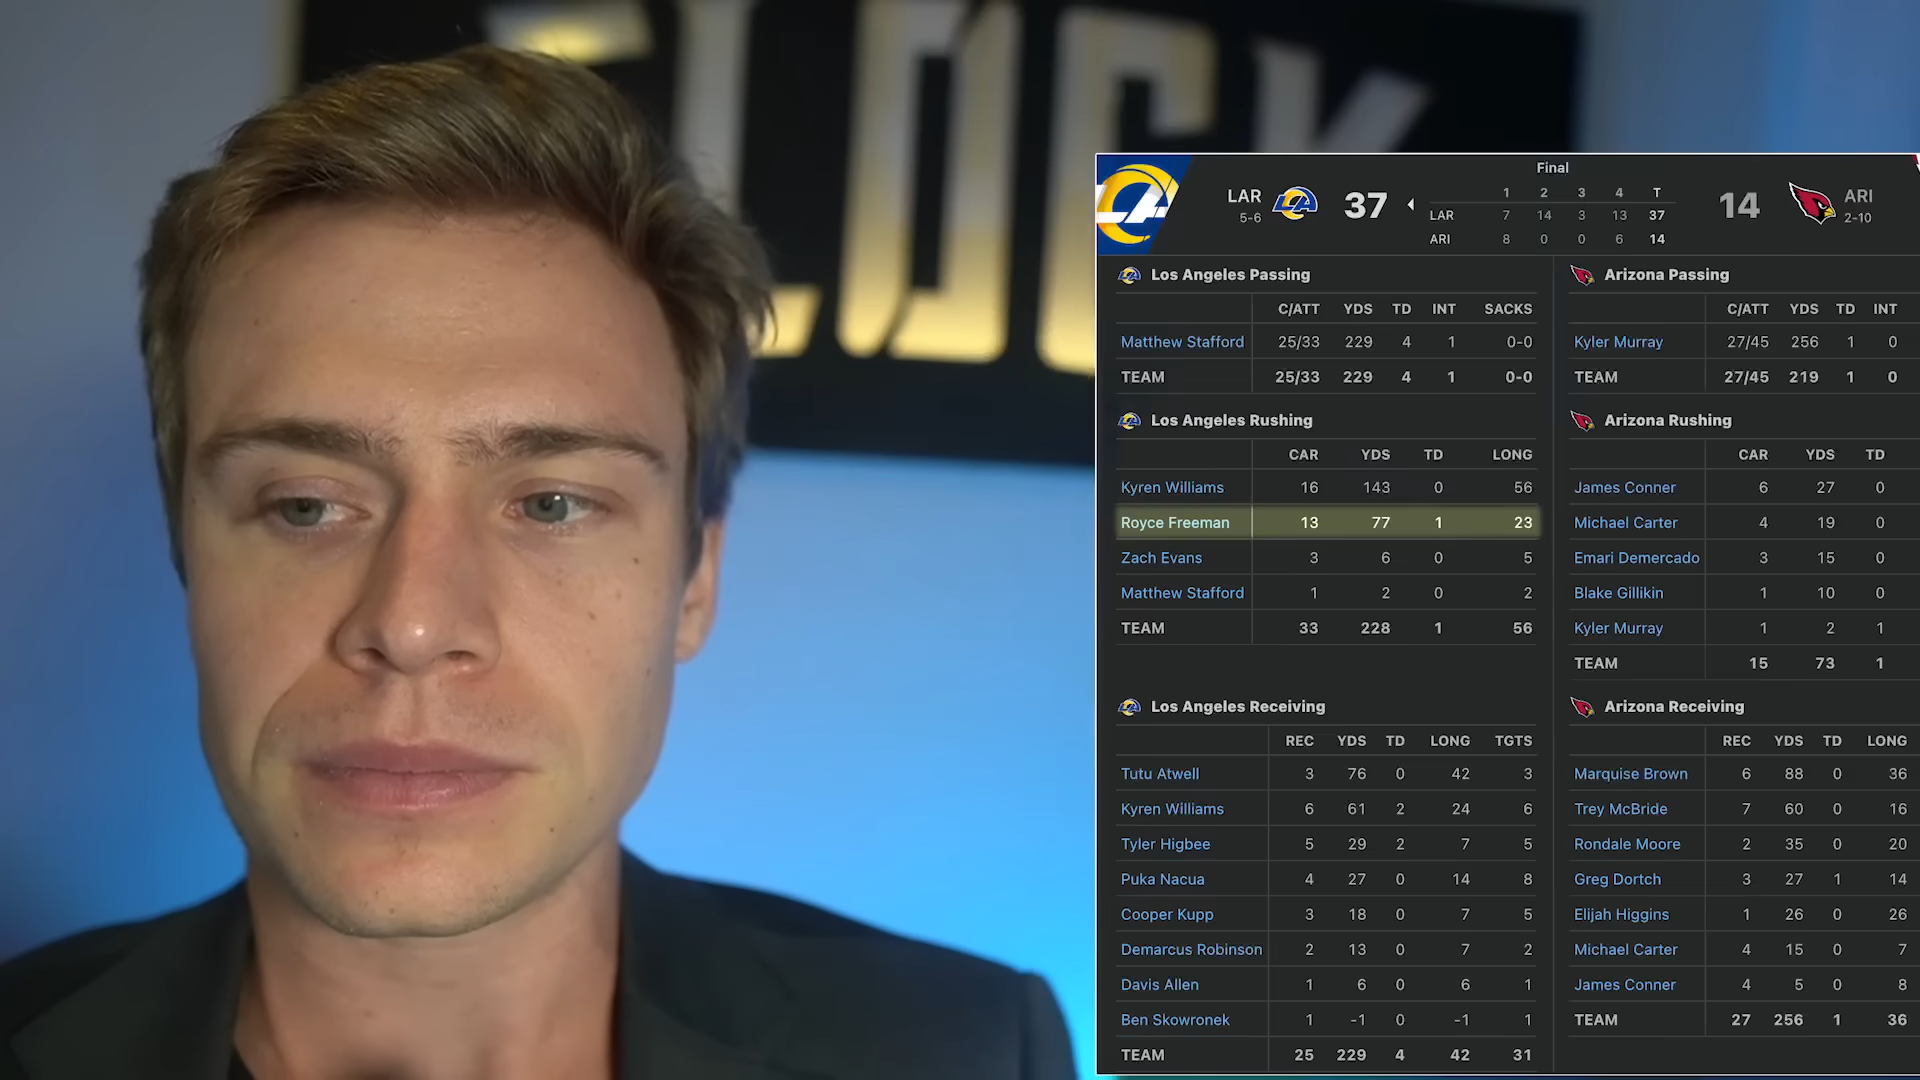 FLOCK
Final
LAR 37 1 2 3 4 T 14 ARI
5-6 LAR 7 14 3 13 37 2-10
ARI 8 0 0 6 14
Los Angeles Passing
C/ATT YDS TD INT SACKS
Matthew Stafford 25/33 229 4 1 0-0
TEAM 25/33 229 4 1 0-0
Arizona Passing
C/ATT YDS TD INT
Kyler Murray 27/45 256 1 0
TEAM 27/45 219 1 0
Los Angeles Rushing
CAR YDS TD LONG
Kyren Williams 16 143 0 56
Royce Freeman 13 77 1 23
Zach Evans 3 6 0 5
Matthew Stafford 1 2 0 2
TEAM 33 228 1 56
Arizona Rushing
CAR YDS TD
James Conner 6 27 0
Michael Carter 4 19 0
Emari Demercado 3 15 0
Blake Gillikin 1 10 0
Kyler Murray 1 2 1
TEAM 15 73 1
Los Angeles Receiving
REC YDS TD LONG TGTS
Tutu Atwell 3 76 0 42 3
Kyren Williams 6 61 2 24 6
Tyler Higbee 5 29 2 7 5
Puka Nacua 4 27 0 14 8
Cooper Kupp 3 18 0 7 5
Demarcus Robinson 2 13 0 7 2
Davis Allen 1 6 0 6 1
Ben Skowronek 1 -1 0 -1 1
TEAM 25 229 4 42 31
Arizona Receiving
REC YDS TD LONG
Marquise Brown 6 88 0 36
Trey McBride 7 60 0 16
Rondale Moore 2 35 0 20
Greg Dortch 3 27 1 14
Elijah Higgins 1 26 0 26
Michael Carter 4 15 0 7
James Conner 4 5 0 8
TEAM 27 256 1 36